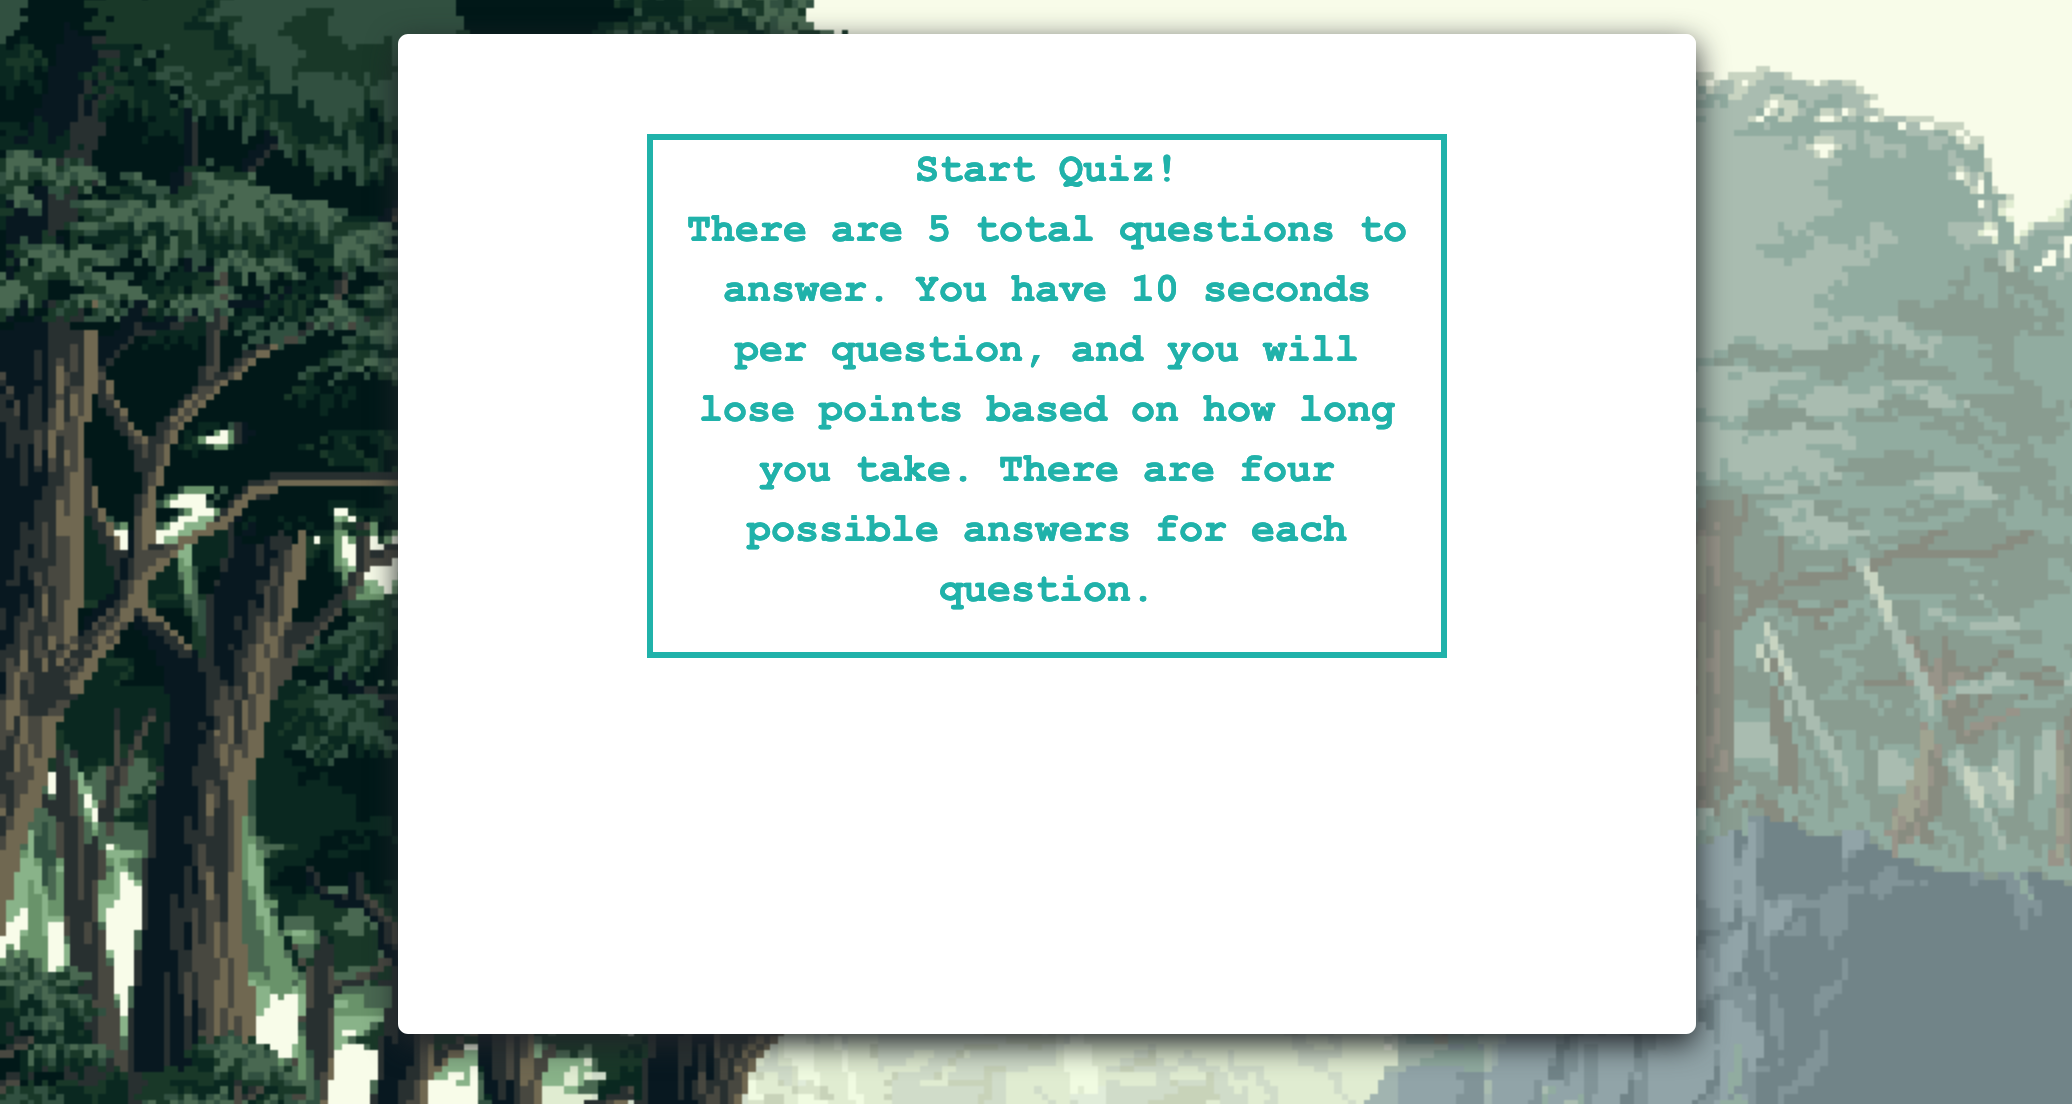 Start Quiz!
There are 5 total questions to
answer. You have 10 seconds
per question, and you will
lose points based on how long
you take. There are four
possible answers for each
question.